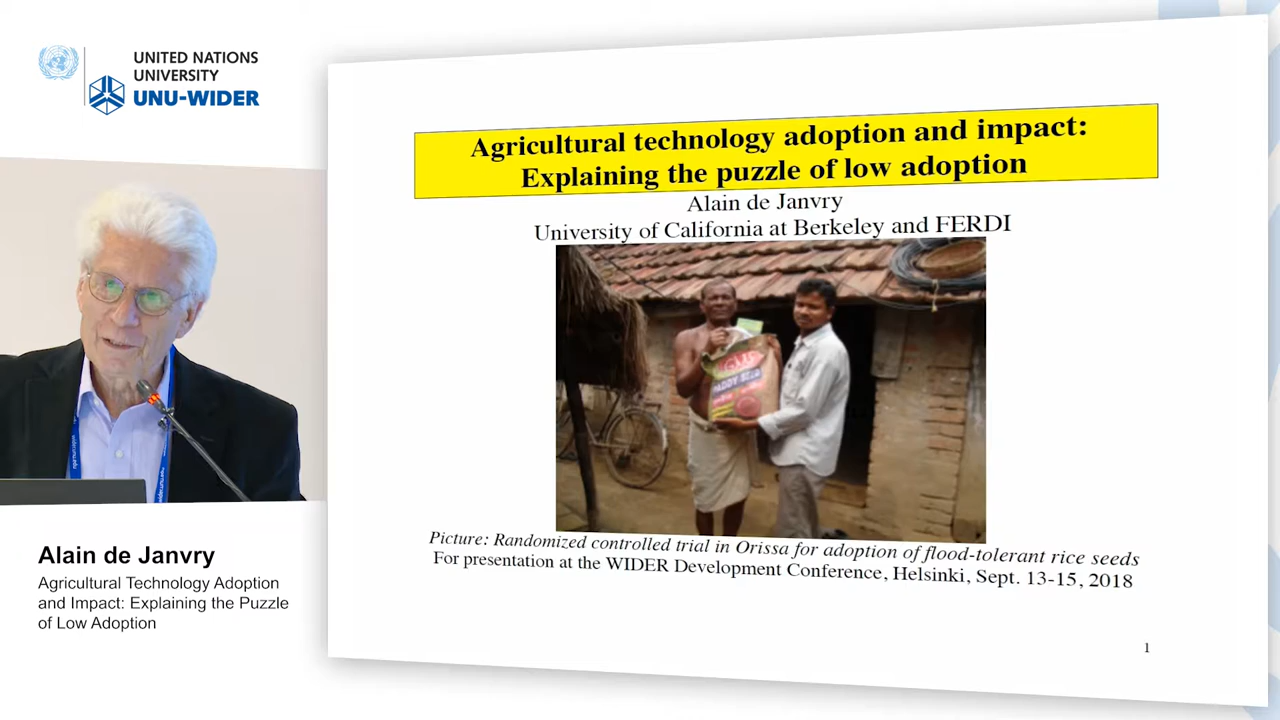 UNITED NATIONS
UNIVERSITY
UNU-WIDER
Agricultural technology adoption and impact:
Explaining the puzzle of low adoption
Alain de Janvry
University of California at Berkeley and FERDI
PADDY SEED
Picture: Randomized controlled trial in Orissa for adoption of flood-tolerant rice seeds
For presentation at the WIDER Development Conference, Helsinki, Sept. 13-15, 2018
1
Alain de Janvry
Agricultural Technology Adoption
and Impact: Explaining the Puzzle
of Low Adoption